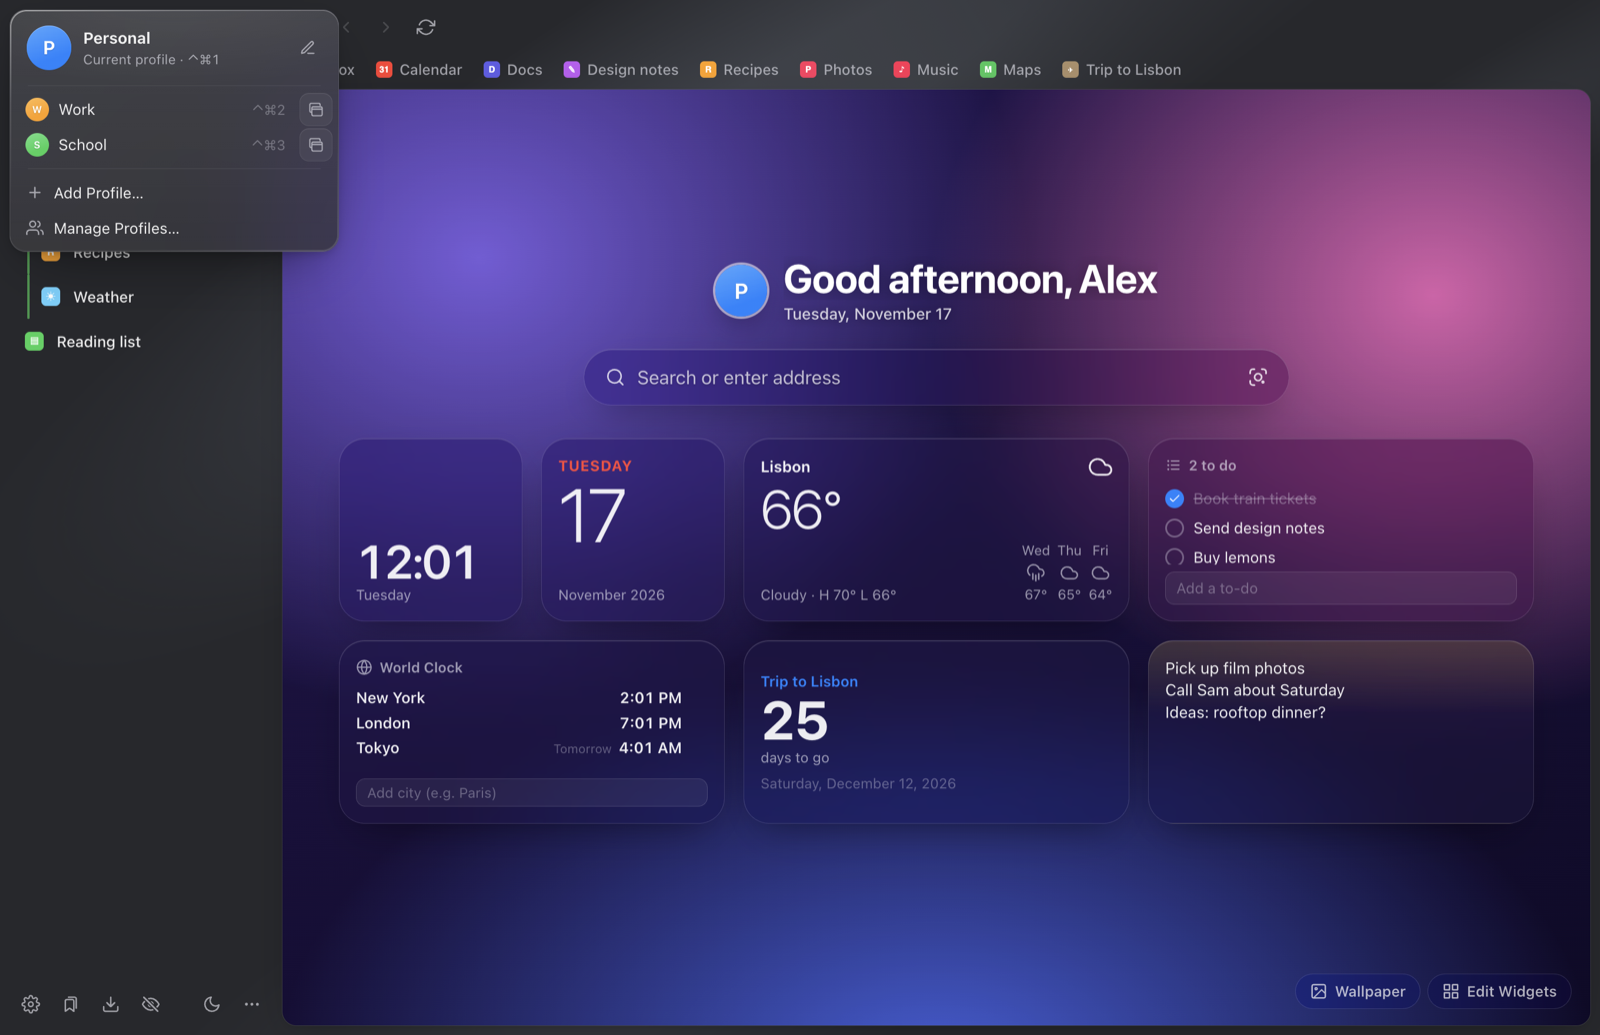 P
Personal
Current profile · ^⌘1
W
Work
^⌘2
S
School
^⌘3
Add Profile...
Manage Profiles...
ox
31 Calendar
D Docs
Design notes
R Recipes
P Photos
Music
M Maps
Trip to Lisbon
Recipes
Weather
Reading list
P
Good afternoon, Alex
Tuesday, November 17
Search or enter address
12:01
Tuesday
TUESDAY
17
November 2026
Lisbon
66°
Cloudy · H 70° L 66°
Wed Thu Fri
67° 65° 64°
2 to do
Book train tickets
Send design notes
Buy lemons
Add a to-do
World Clock
New York 2:01 PM
London 7:01 PM
Tokyo Tomorrow 4:01 AM
Add city (e.g. Paris)
Trip to Lisbon
25
days to go
Saturday, December 12, 2026
Pick up film photos
Call Sam about Saturday
Ideas: rooftop dinner?
Wallpaper
Edit Widgets